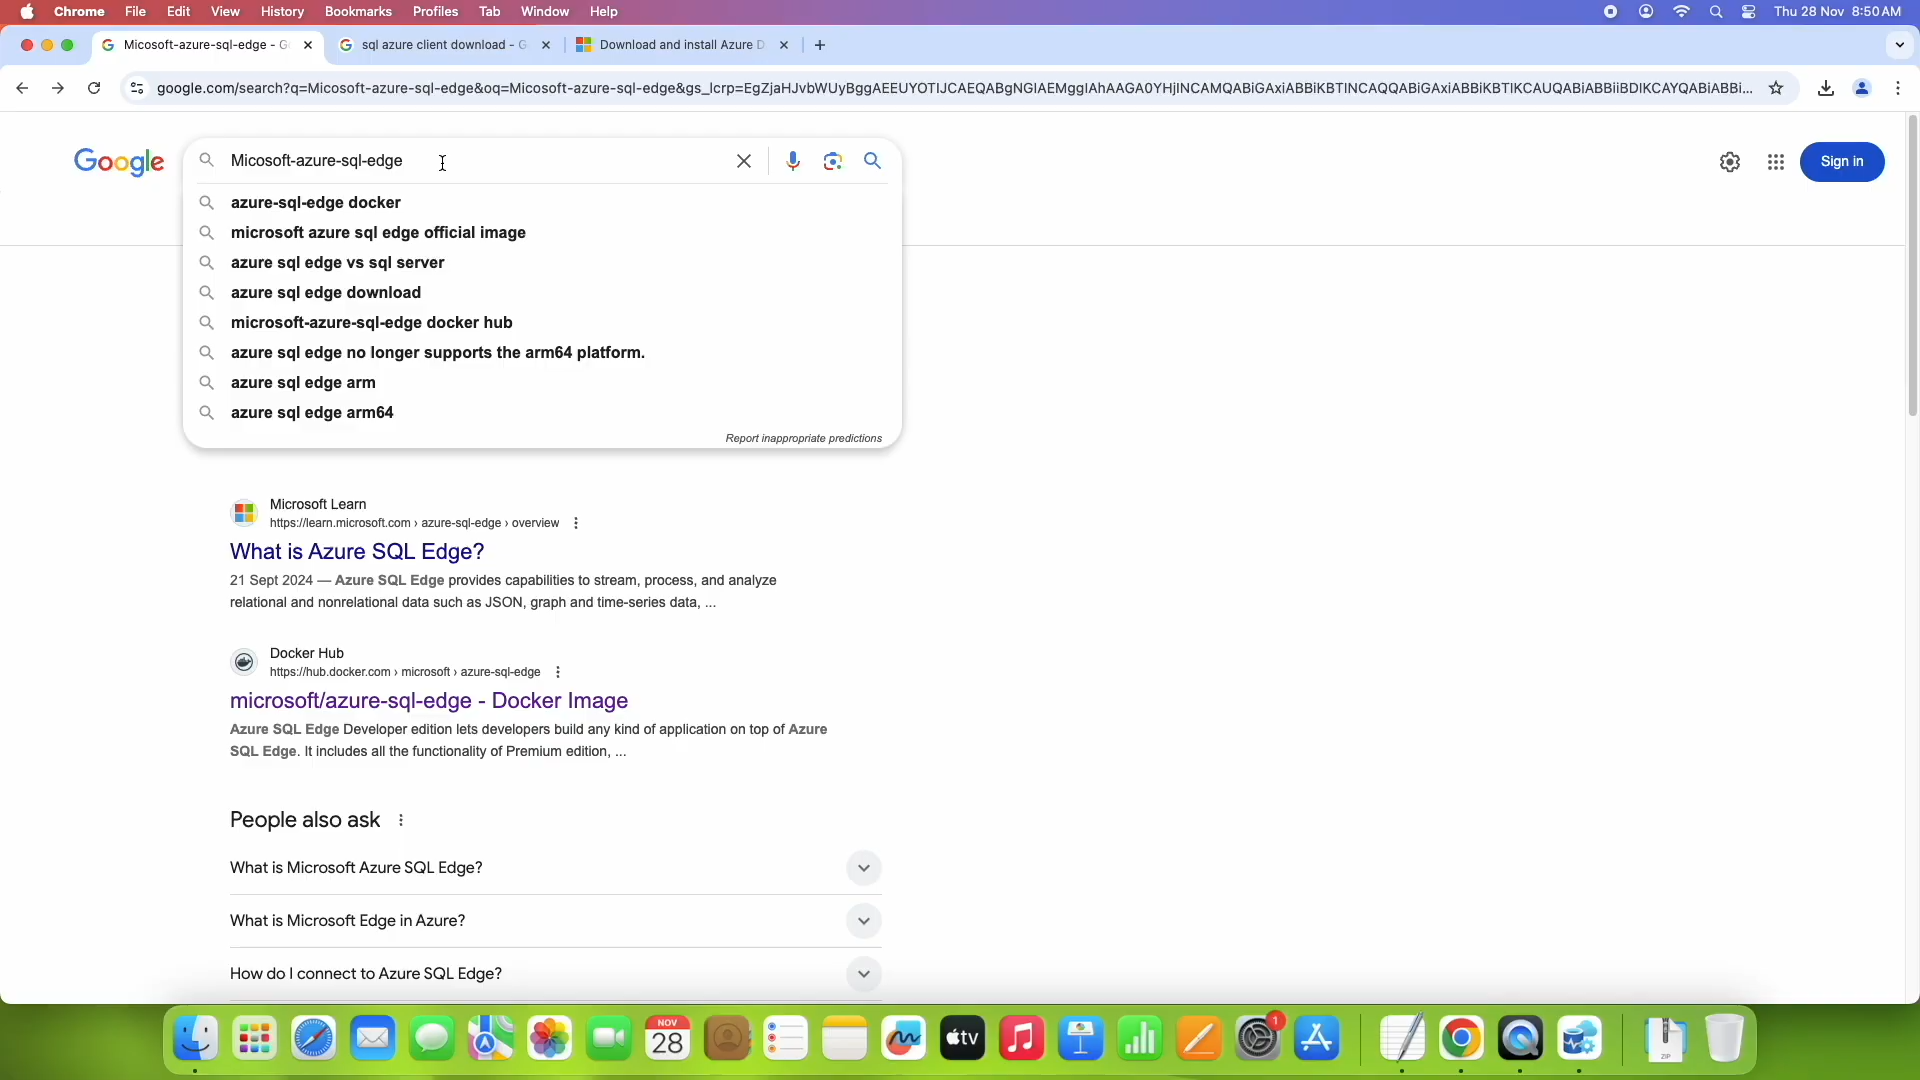 Chrome File Edit View History Bookmarks Profiles Tab Window Help Thu 28 Nov 8:50 AM
Micosoft-azure-sql-edge - G sql azure client download - G Download and install Azure D
google.com/search?q=Micosoft-azure-sql-edge&oq=Micosoft-azure-sql-edge&gs_lcrp=EgZjaHJvbWUyBggAEEUYOTIJCAEQABgNGIAEMggIAhAAGA0YHjINCAMQABiGAxiABBiKBTINCAQQABiGAxiABBiKBTIKCAUQABiABBiiBDIKCAYQABiABBi...
Google Micosoft-azure-sql-edge Sign in
azure-sql-edge docker
microsoft azure sql edge official image
azure sql edge vs sql server
azure sql edge download
microsoft-azure-sql-edge docker hub
azure sql edge no longer supports the arm64 platform.
azure sql edge arm
azure sql edge arm64
Report inappropriate predictions
Microsoft Learn
https://learn.microsoft.com › azure-sql-edge › overview
What is Azure SQL Edge?
21 Sept 2024 — Azure SQL Edge provides capabilities to stream, process, and analyze
relational and nonrelational data such as JSON, graph and time-series data, ...
Docker Hub
https://hub.docker.com › microsoft › azure-sql-edge
microsoft/azure-sql-edge - Docker Image
Azure SQL Edge Developer edition lets developers build any kind of application on top of Azure
SQL Edge. It includes all the functionality of Premium edition, ...
People also ask
What is Microsoft Azure SQL Edge?
What is Microsoft Edge in Azure?
How do I connect to Azure SQL Edge?
NOV
28
tv
1
ZIP